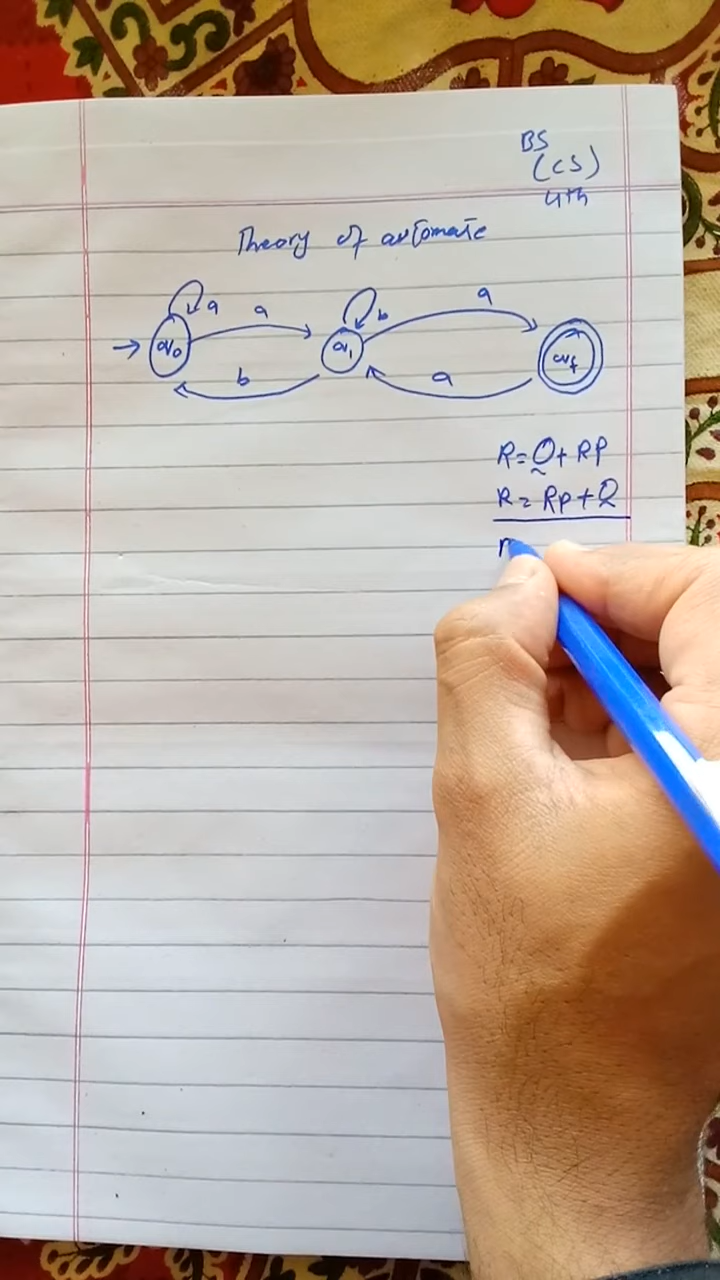 BS
(CS)
4th
Theory of automate
a a b a
q0 q1 qf
b a
R = Q + RP
R = RP + Q